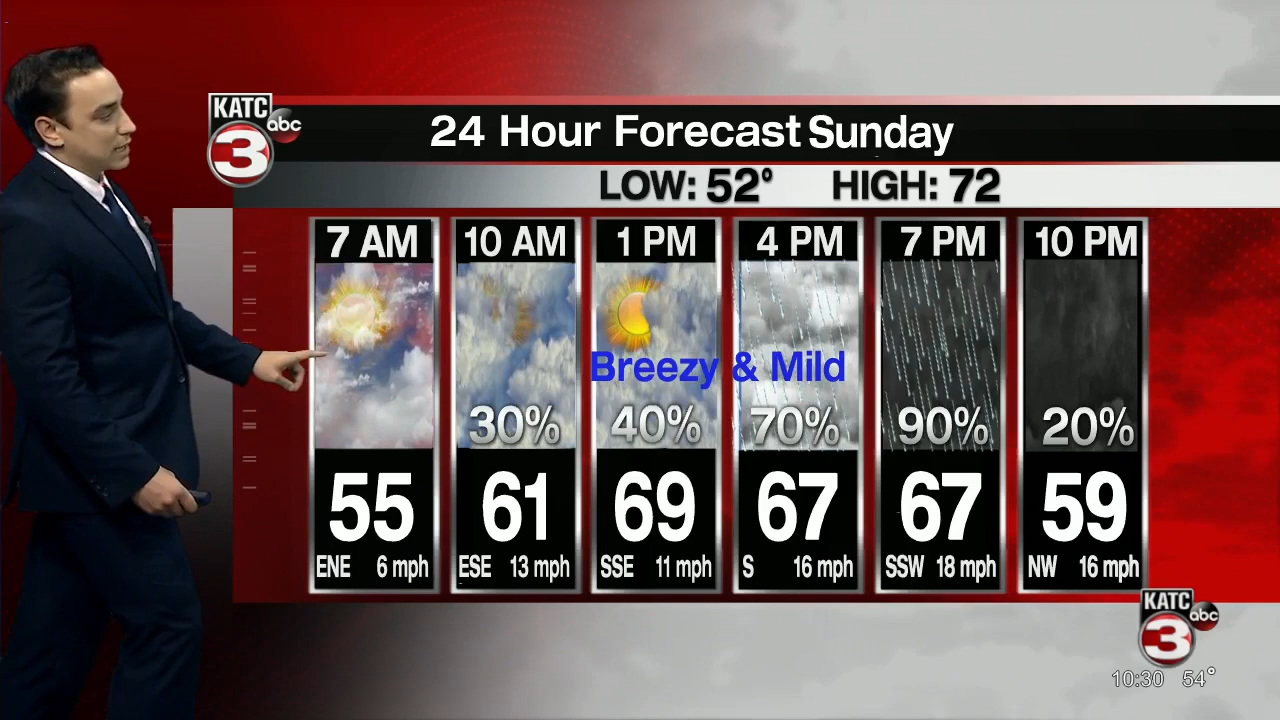 KATC
abc
3
24 Hour Forecast Sunday
LOW: 52° HIGH: 72
7 AM 10 AM 1 PM 4 PM 7 PM 10 PM
Breezy & Mild
30% 40% 70% 90% 20%
55 61 69 67 67 59
ENE 6 mph ESE 13 mph SSE 11 mph S 16 mph SSW 18 mph NW 16 mph
KATC
abc
3
10:30 54°